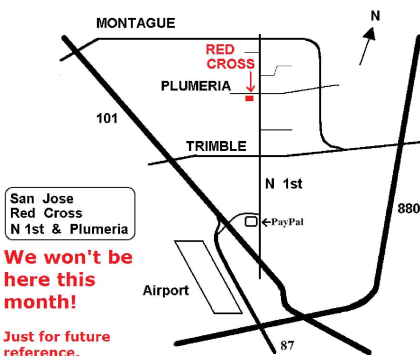 MONTAGUE
N
RED
CROSS
PLUMERIA
101
TRIMBLE
N 1st
880
San Jose
Red Cross
N 1st & Plumeria
PayPal
We won't be
here this
month!
Airport
Just for future
reference.
87